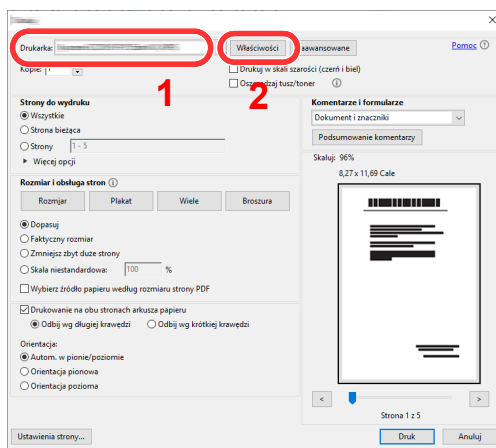 Drukarka:
Właściwości
aawansowane
Pomoc
Kopie: 1
Drukuj w skali szarości (czerń i biel)
Oszczędzaj tusz/toner
1
2
Strony do wydruku
Wszystkie
Strona bieżąca
Strony 1 - 5
Więcej opcji
Komentarze i formularze
Dokument i znaczniki
Podsumowanie komentarzy
Rozmiar i obsługa stron
Rozmiar Plakat Wiele Broszura
Dopasuj
Faktyczny rozmiar
Zmniejsz zbyt duże strony
Skala niestandardowa: 100 %
Wybierz źródło papieru według rozmiaru strony PDF
Drukowanie na obu stronach arkusza papieru
Odbij wg długiej krawędzi Odbij wg krótkiej krawędzi
Orientacja:
Autom. w pionie/poziomie
Orientacja pionowa
Orientacja pozioma
Skaluj: 96%
8,27 x 11,69 Cale
< >
Strona 1 z 5
Ustawienia strony...
Druk
Anuluj